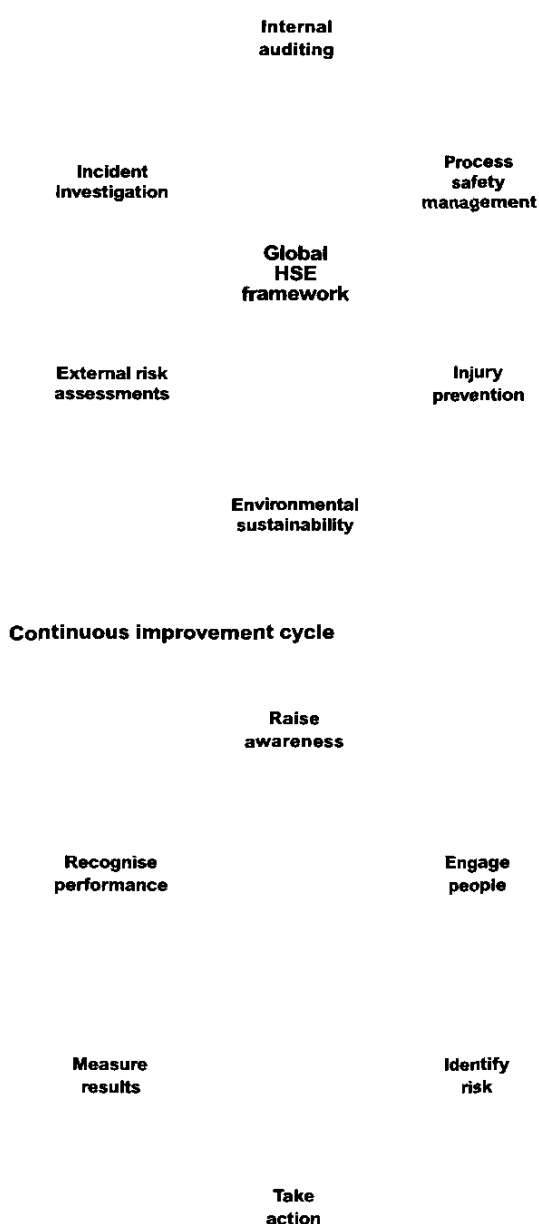 Internal
auditing
Incident
investigation
Process
safety
management
Global
HSE
framework
External risk
assessments
Injury
prevention
Environmental
sustainability
Continuous improvement cycle
Raise
awareness
Recognise
performance
Engage
people
Measure
results
Identify
risk
Take
action